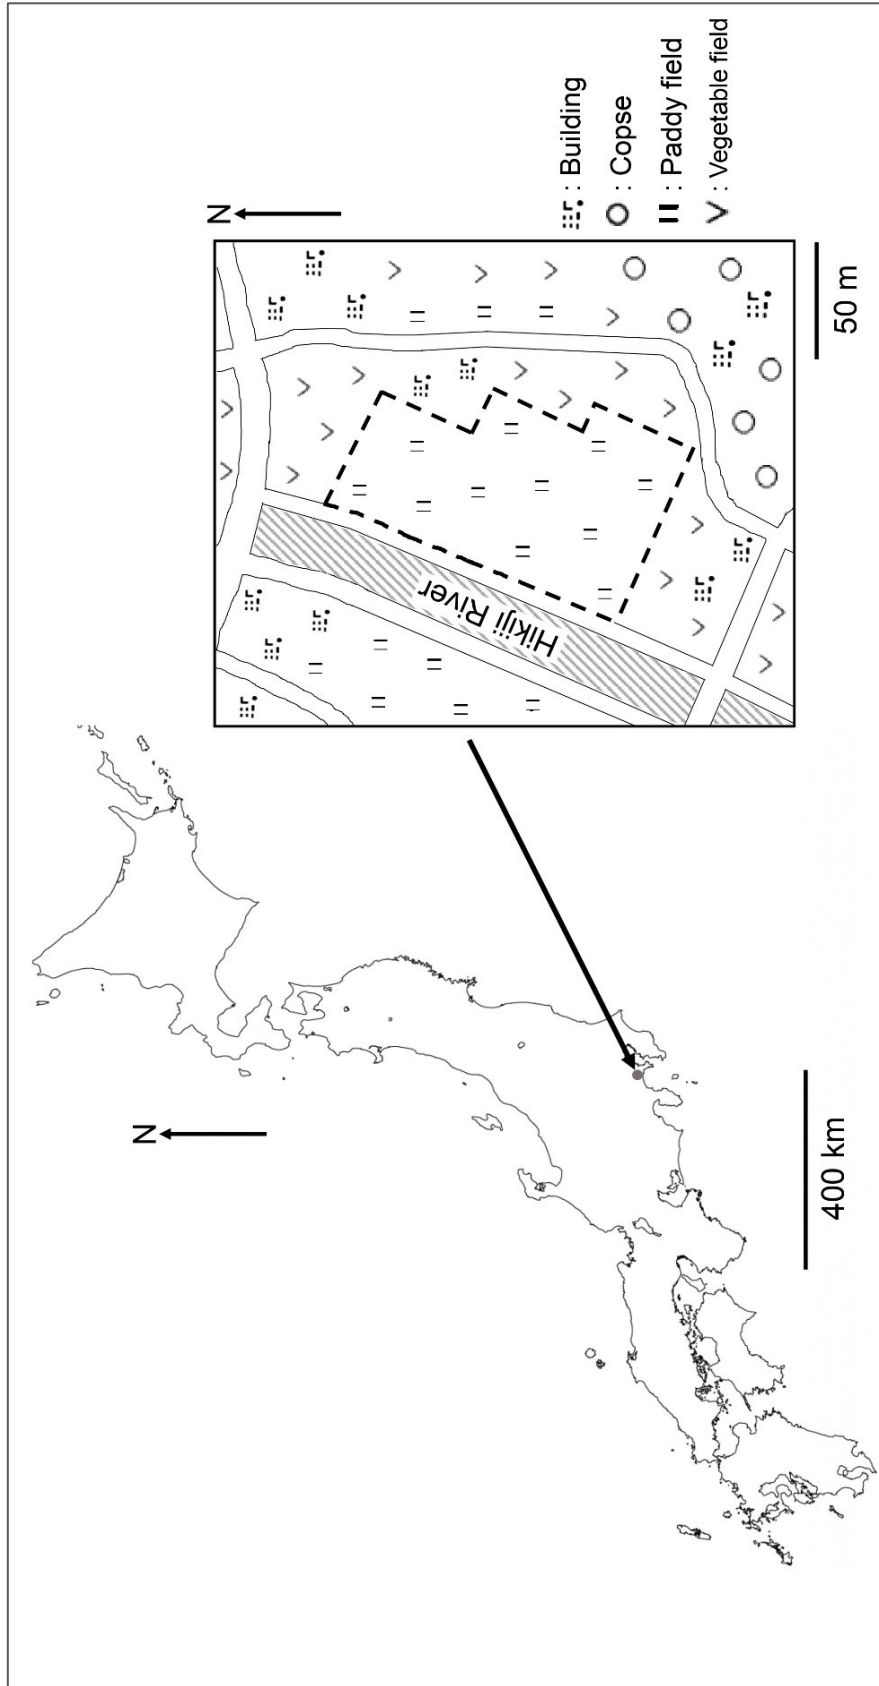 N
N
: Building
: Copse
: Paddy field
: Vegetable field
Hikiji River
50 m
400 km